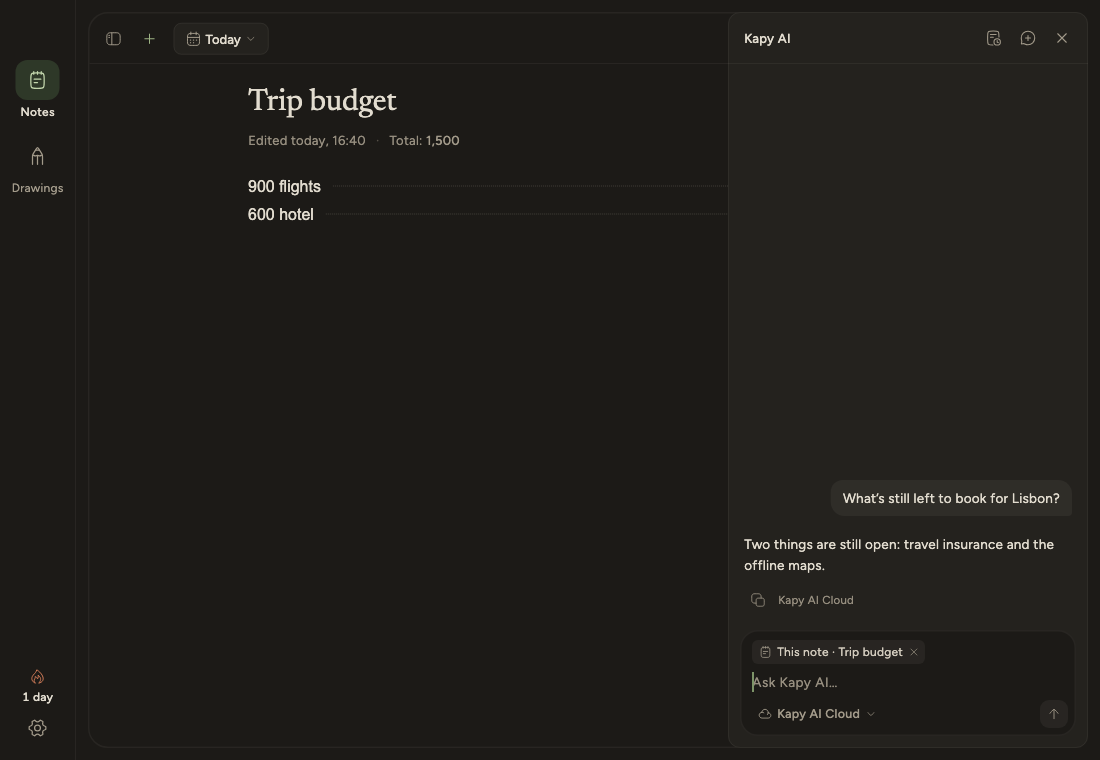 Notes
Drawings
1 day
Today
Trip budget
Edited today, 16:40 · Total: 1,500
900 flights
600 hotel
Kapy AI
What's still left to book for Lisbon?
Two things are still open: travel insurance and the
offline maps.
Kapy AI Cloud
This note · Trip budget
Ask Kapy AI...
Kapy AI Cloud